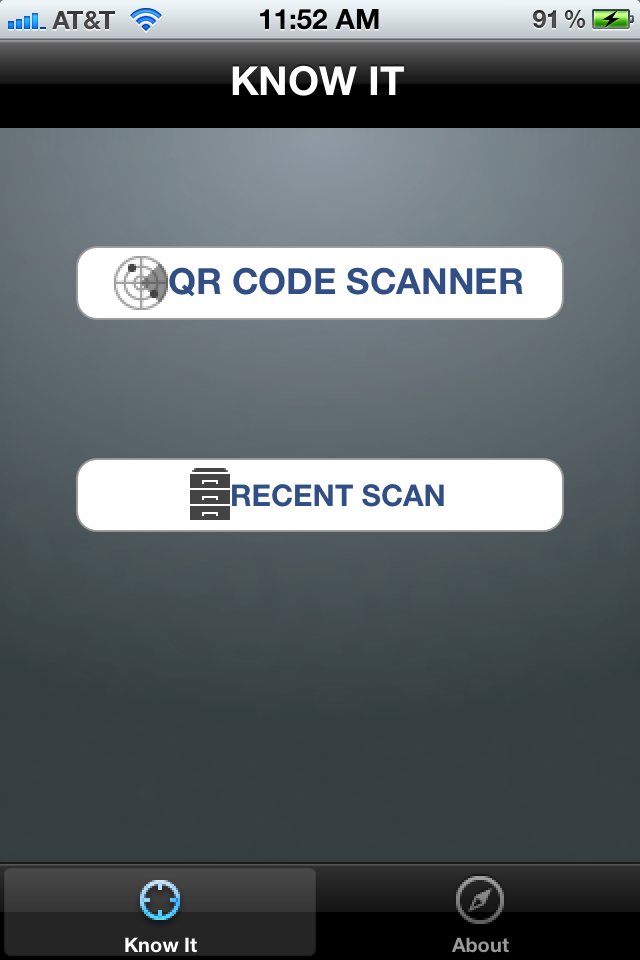 AT&T 11:52 AM 91 %
KNOW IT
QR CODE SCANNER
RECENT SCAN
Know It About